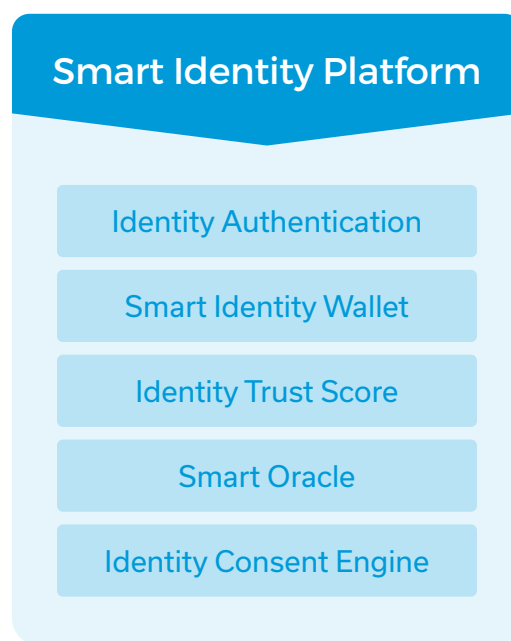 Smart Identity Platform
Identity Authentication
Smart Identity Wallet
Identity Trust Score
Smart Oracle
Identity Consent Engine